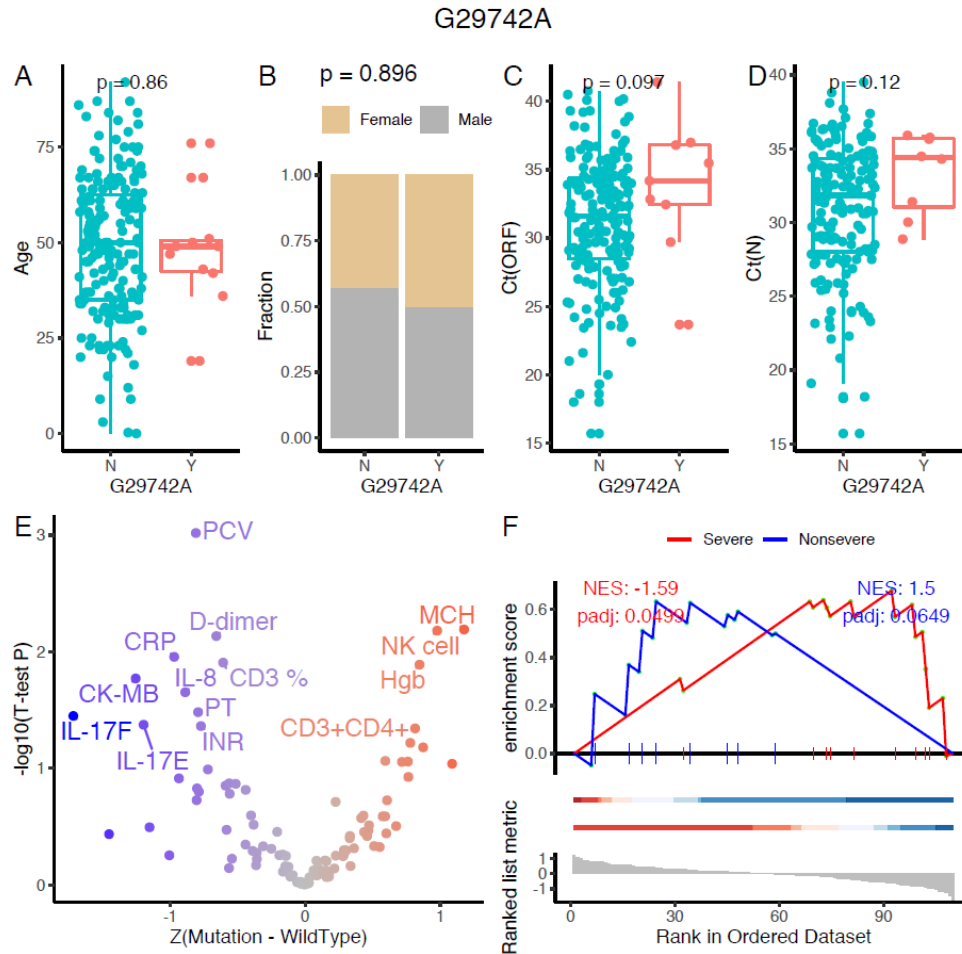 G29742A
A
p = 0.86
Age
75
50
25
0
N
Y
G29742A
B
p = 0.896
Female
Male
Fraction
1.00
0.75
0.50
0.25
0.00
N
Y
G29742A
C
p = 0.097
Ct(ORF)
40
35
30
25
20
15
N
Y
G29742A
D
p = 0.12
Ct(N)
40
35
30
25
20
15
N
Y
G29742A
E
-log10(T-test P)
3
2
1
0
PCV
D-dimer
MCH
CRP
NK cell
IL-8
CD3 %
Hgb
CK-MB
PT
IL-17F
INR
CD3+CD4+
IL-17E
-1
0
1
Z(Mutation - WildType)
F
Severe
Nonsevere
NES: -1.59
padj: 0.0499
NES: 1.5
padj: 0.0649
enrichment score
0.6
0.4
0.2
0.0
Ranked list metric
1
0
-1
0
30
60
90
Rank in Ordered Dataset